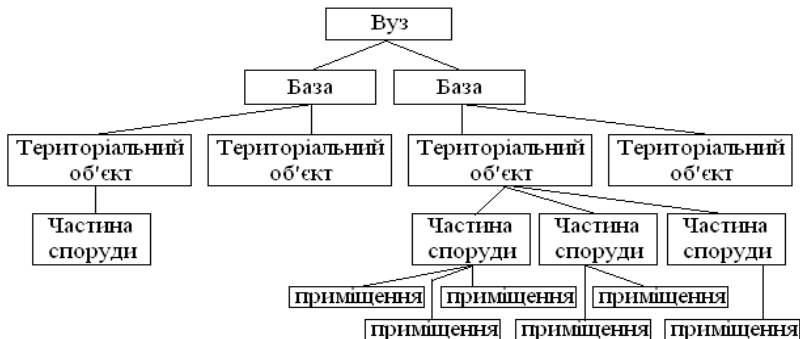 Вуз
База
База
Територіальний
об'єкт
Територіальний
об'єкт
Територіальний
об'єкт
Територіальний
об'єкт
Частина
споруди
Частина
споруди
Частина
споруди
Частина
споруди
приміщення
приміщення
приміщення
приміщення
приміщення
приміщення